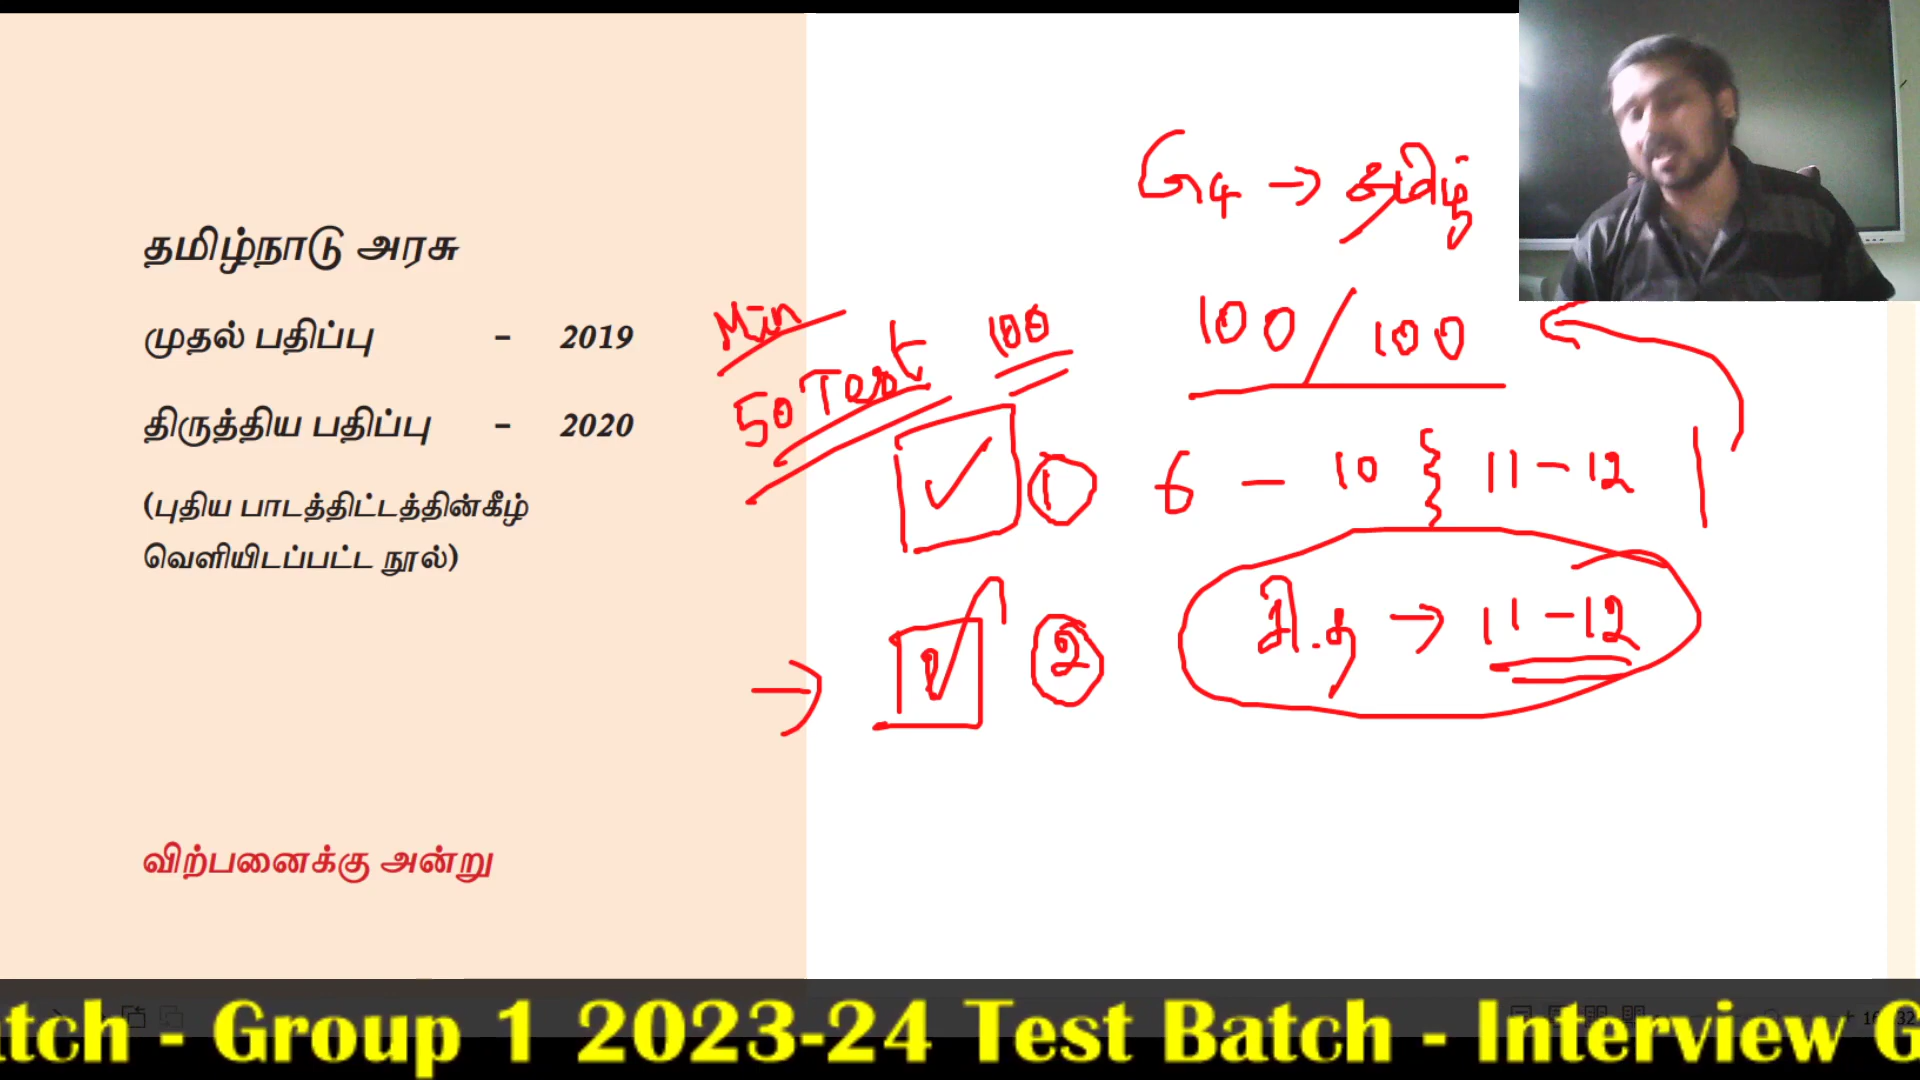 தமிழ்நாடு அரசு
முதல் பதிப்பு - 2019
திருத்திய பதிப்பு - 2020
(புதிய பாடத்திட்டத்தின்கீழ்
வெளியிடப்பட்ட நூல்)
விற்பனைக்கு அன்று
G4 → தமிழ்
100 / 100
Min
50 Test 100
1 6 - 10 } 11 - 12
2 → 11 - 12
tch - Group 1 2023-24 Test Batch - Interview G